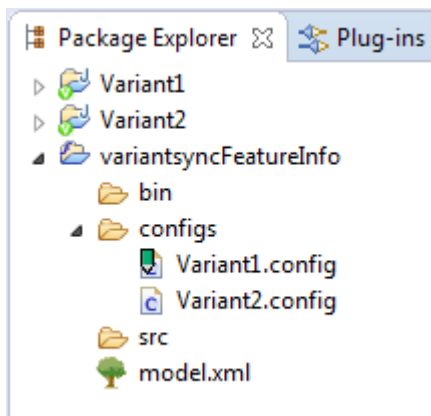 Package Explorer Plug-ins
Variant1
Variant2
variantsyncFeatureInfo
bin
configs
Variant1.config
Variant2.config
src
model.xml